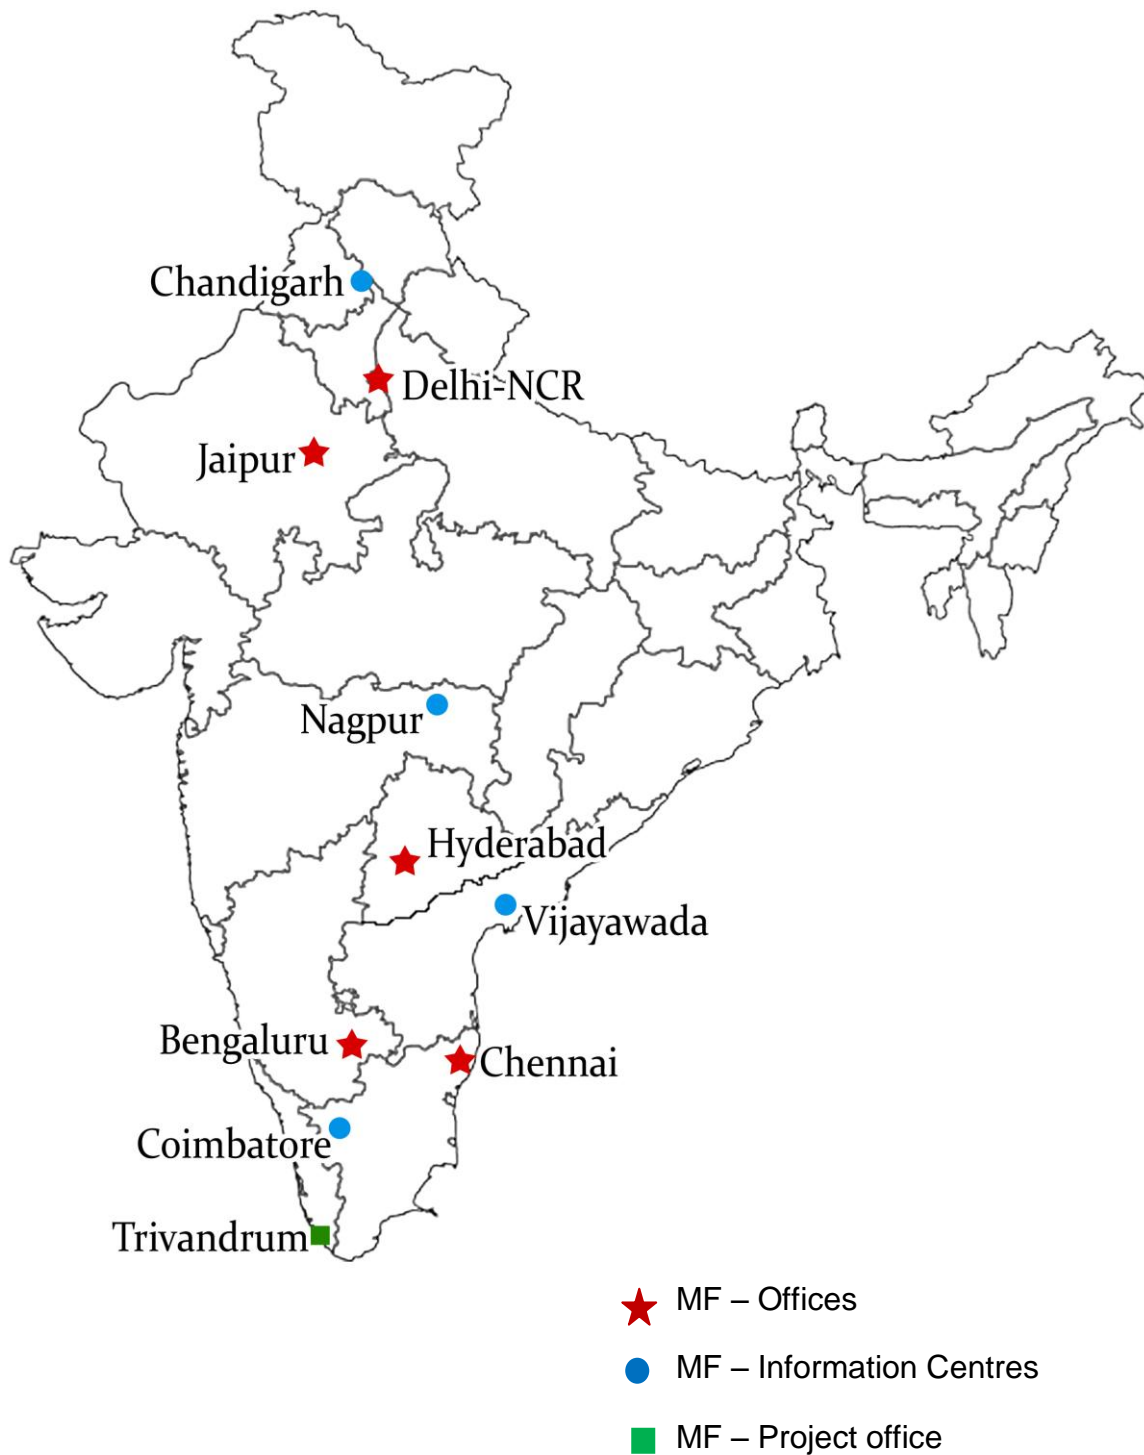 Chandigarh
Delhi-NCR
Jaipur
Nagpur
Hyderabad
Vijayawada
Bengaluru
Chennai
Coimbatore
Trivandrum
MF – Offices
MF – Information Centres
MF – Project office